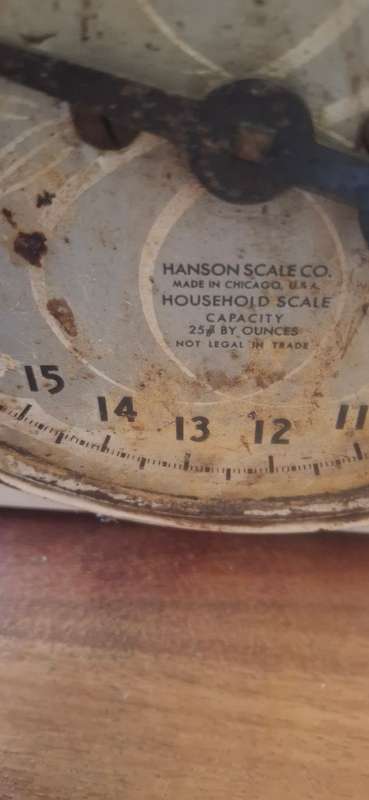 HANSON SCALE CO.
MADE IN CHICAGO, U.S.A.
HOUSEHOLD SCALE
CAPACITY
25 # BY OUNCES
NOT LEGAL IN TRADE
15 14 13 12 11